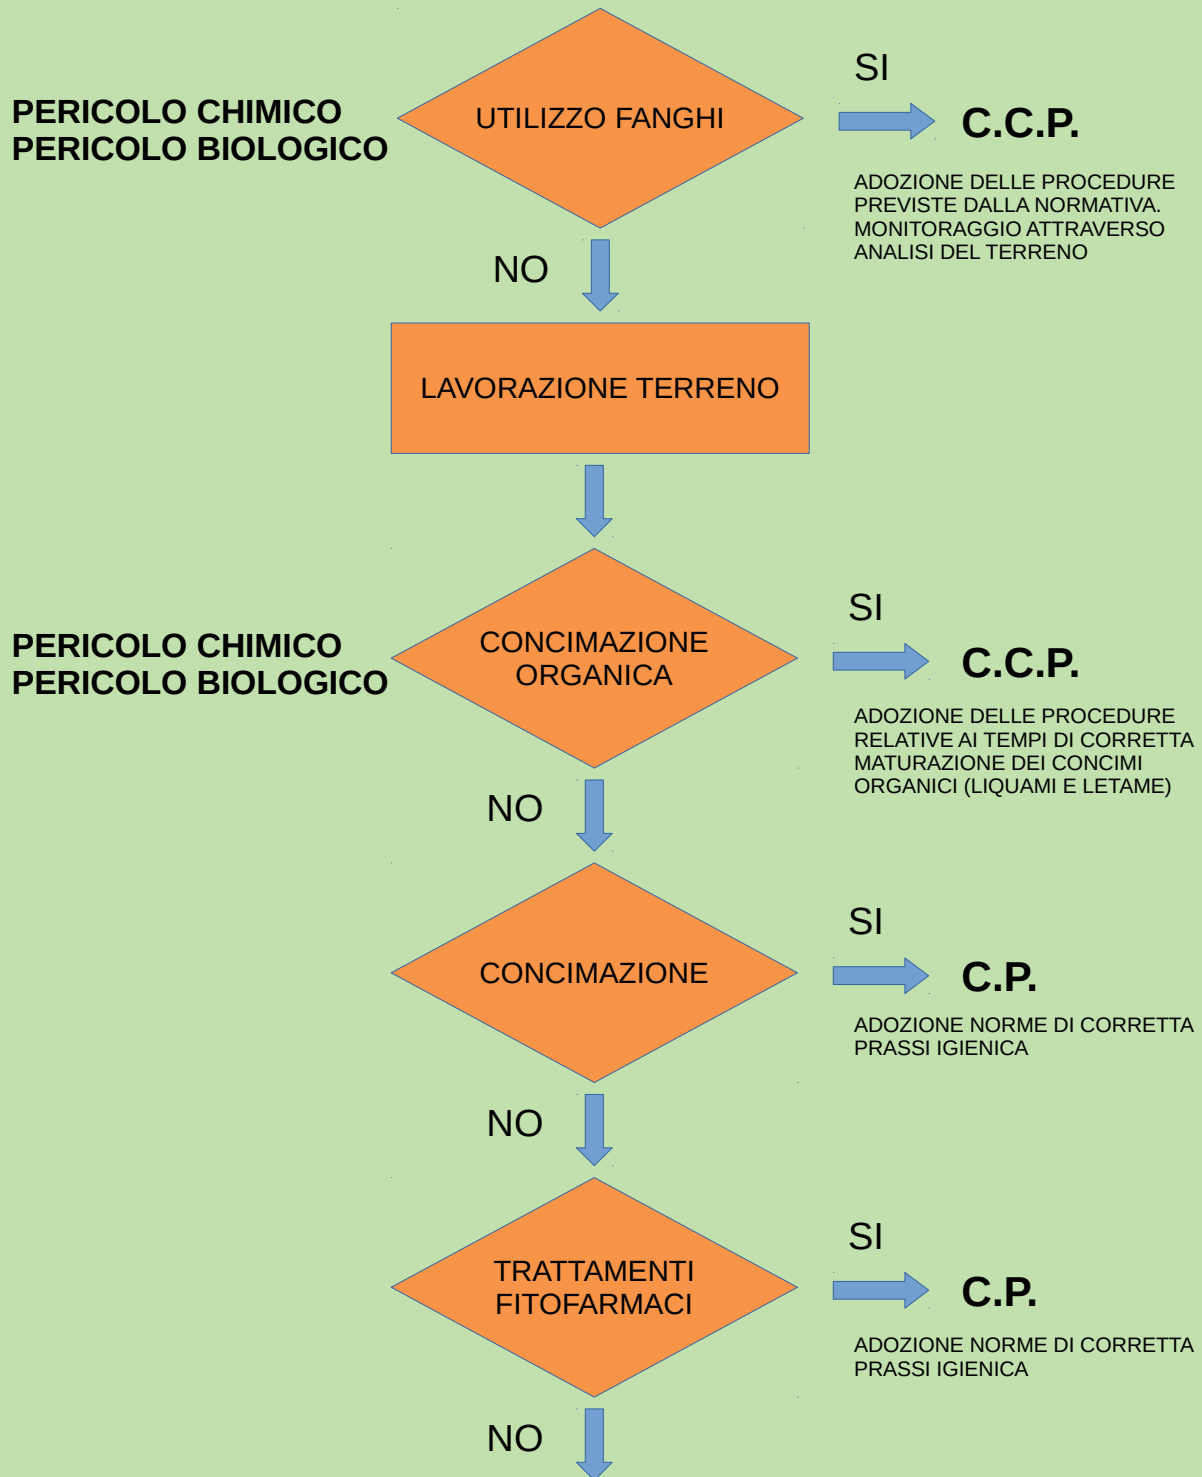 PERICOLO CHIMICO
PERICOLO BIOLOGICO
UTILIZZO FANGHI
SI
C.C.P.
ADOZIONE DELLE PROCEDURE
PREVISTE DALLA NORMATIVA.
MONITORAGGIO ATTRAVERSO
ANALISI DEL TERRENO
NO
LAVORAZIONE TERRENO
PERICOLO CHIMICO
PERICOLO BIOLOGICO
CONCIMAZIONE
ORGANICA
SI
C.C.P.
ADOZIONE DELLE PROCEDURE
RELATIVE AI TEMPI DI CORRETTA
MATURAZIONE DEI CONCIMI
ORGANICI (LIQUAMI E LETAME)
NO
CONCIMAZIONE
SI
C.P.
ADOZIONE NORME DI CORRETTA
PRASSI IGIENICA
NO
TRATTAMENTI
FITOFARMACI
SI
C.P.
ADOZIONE NORME DI CORRETTA
PRASSI IGIENICA
NO